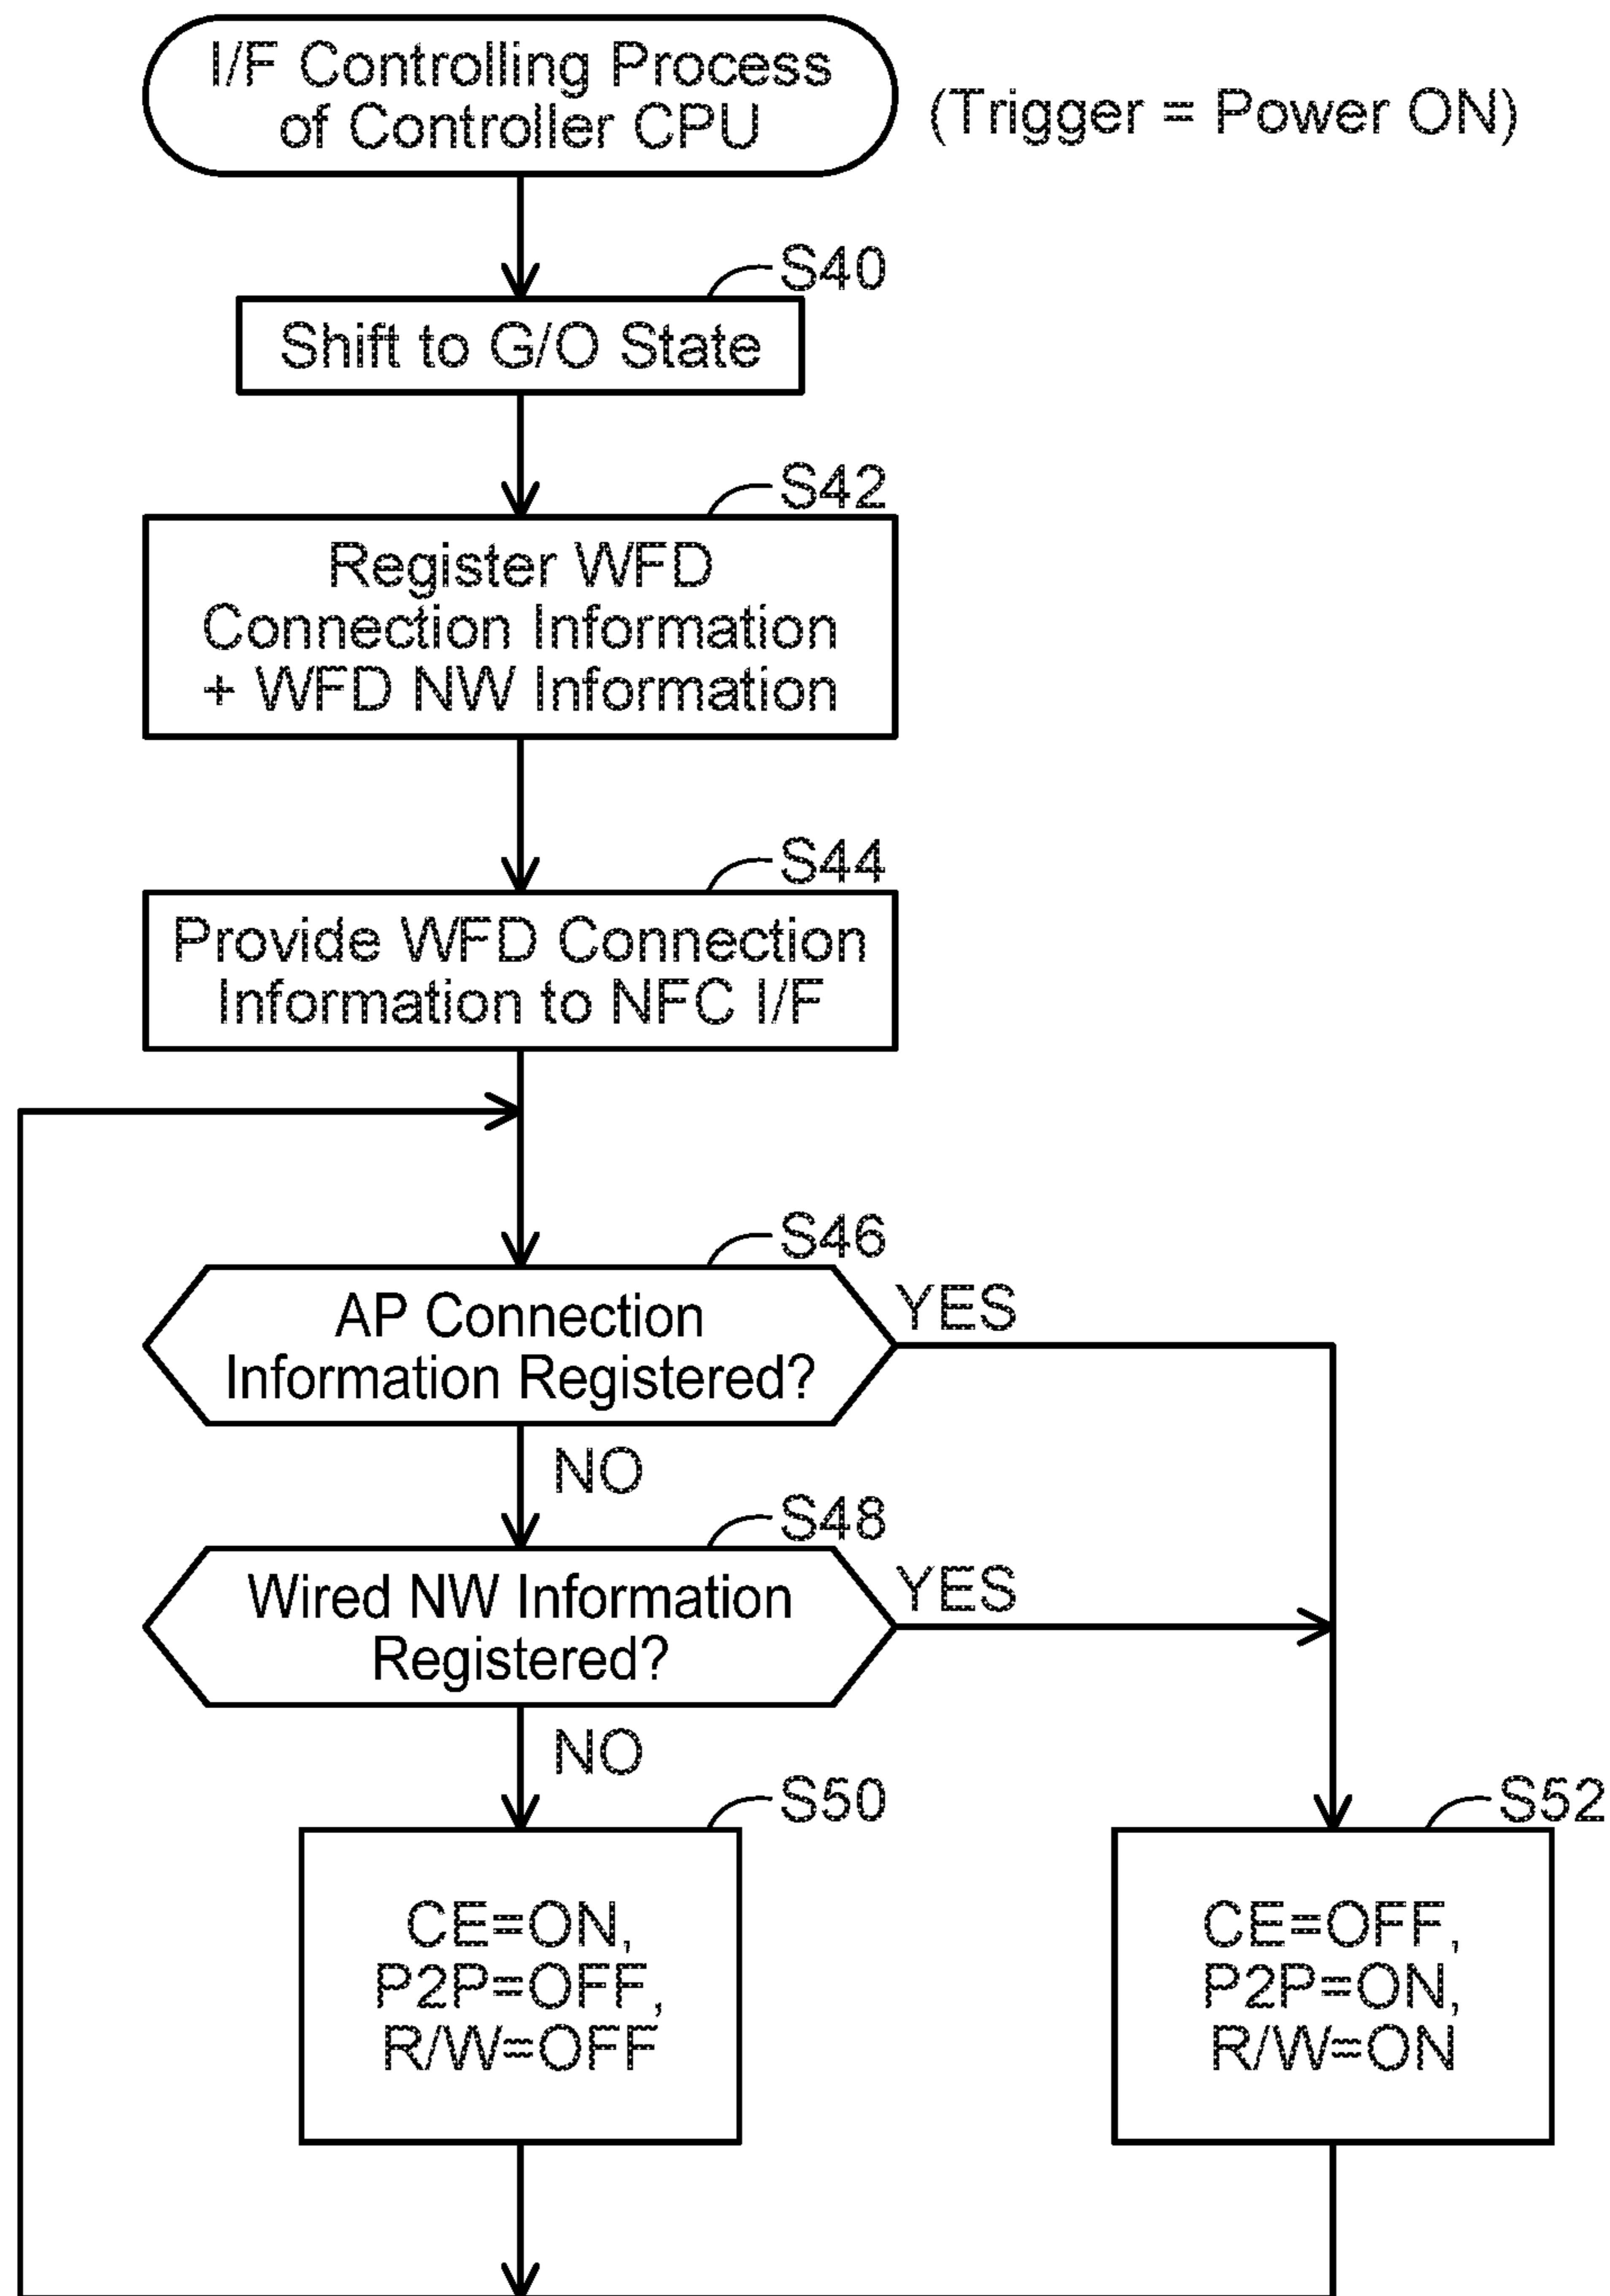 I/F Controlling Process
of Controller CPU
(Trigger = Power ON)
S40
Shift to G/O State
S42
Register WFD
Connection Information
+ WFD NW Information
S44
Provide WFD Connection
Information to NFC I/F
S46
AP Connection
Information Registered?
YES
NO
S48
Wired NW Information
Registered?
YES
NO
S50
CE=ON,
P2P=OFF,
R/W=OFF
S52
CE=OFF,
P2P=ON,
R/W=ON